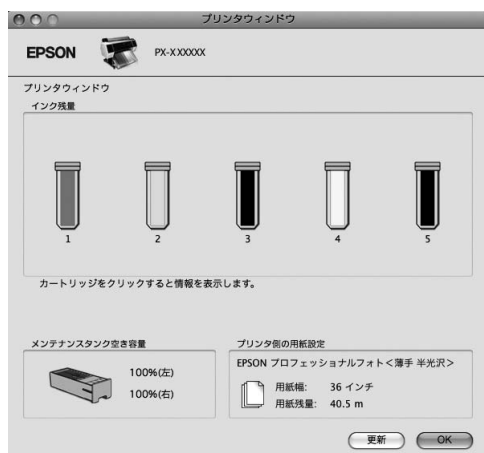 プリンタウィンドウ
EPSON PX-XXXXXX
プリンタウィンドウ
インク残量
1 2 3 4 5
カートリッジをクリックすると情報を表示します。
メンテナンスタンク空き容量
100%(左)
100%(右)
プリンタ側の用紙設定
EPSON プロフェッショナルフォト<薄手 半光沢>
用紙幅: 36 インチ
用紙残量: 40.5 m
更新 OK